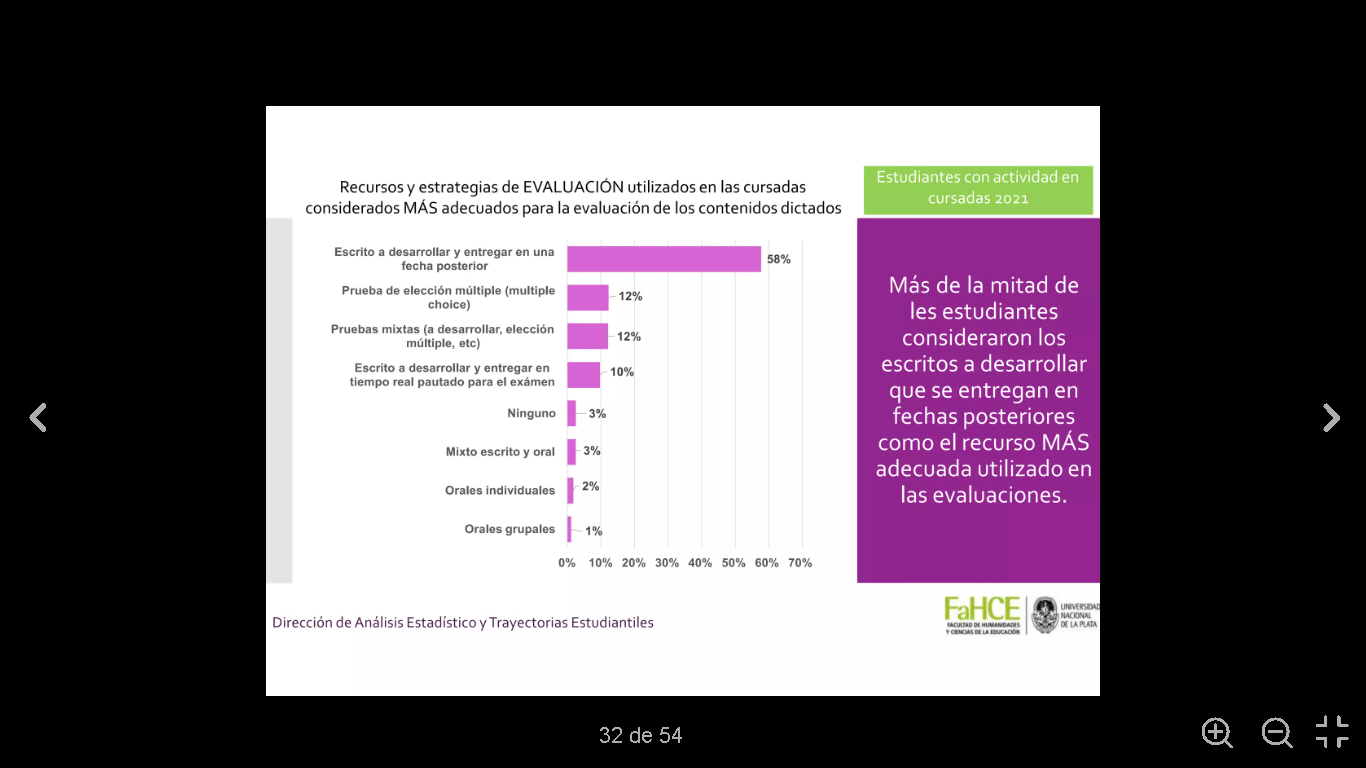 Recursos y estrategias de EVALUACIÓN utilizados en las cursadas
considerados MÁS adecuados para la evaluación de los contenidos dictados
Escrito a desarrollar y entregar en una
fecha posterior
58%
Prueba de elección múltiple (multiple
choice)
12%
Pruebas mixtas (a desarrollar, elección
múltiple, etc)
12%
Escrito a desarrollar y entregar en
tiempo real pautado para el exámen
10%
Ninguno
3%
Mixto escrito y oral
3%
Orales individuales
2%
Orales grupales
1%
0% 10% 20% 30% 40% 50% 60% 70%
Estudiantes con actividad en
cursadas 2021
Más de la mitad de
les estudiantes
consideraron los
escritos a desarrollar
que se entregan en
fechas posteriores
como el recurso MÁS
adecuada utilizado en
las evaluaciones.
Dirección de Análisis Estadístico y Trayectorias Estudiantiles
FaHCE
FACULTAD DE HUMANIDADES
Y CIENCIAS DE LA EDUCACIÓN
UNIVERSIDAD
NACIONAL
DE LA PLATA
32 de 54